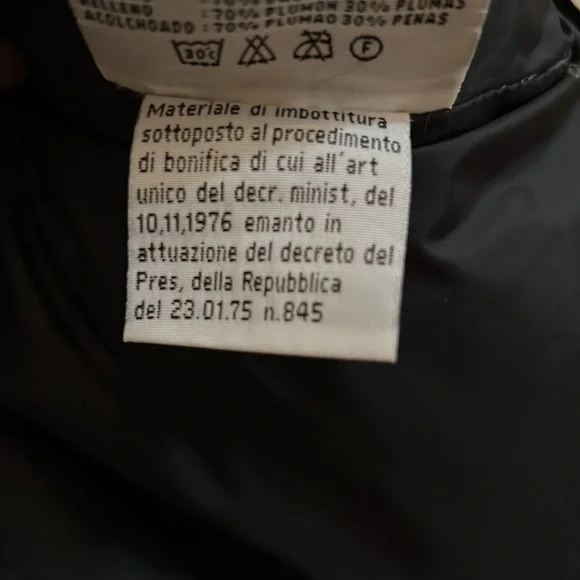 RELLENO : 70% PLUMON 30% PLUMAS
ACOLCHOADO : 70% PLUMAO 30% PENAS
30°c F
Materiale di imbottitura
sottoposto al procedimento
di bonifica di cui all'art
unico del decr. minist, del
10,11,1976 emanto in
attuazione del decreto del
Pres, della Repubblica
del 23.01.75 n.845